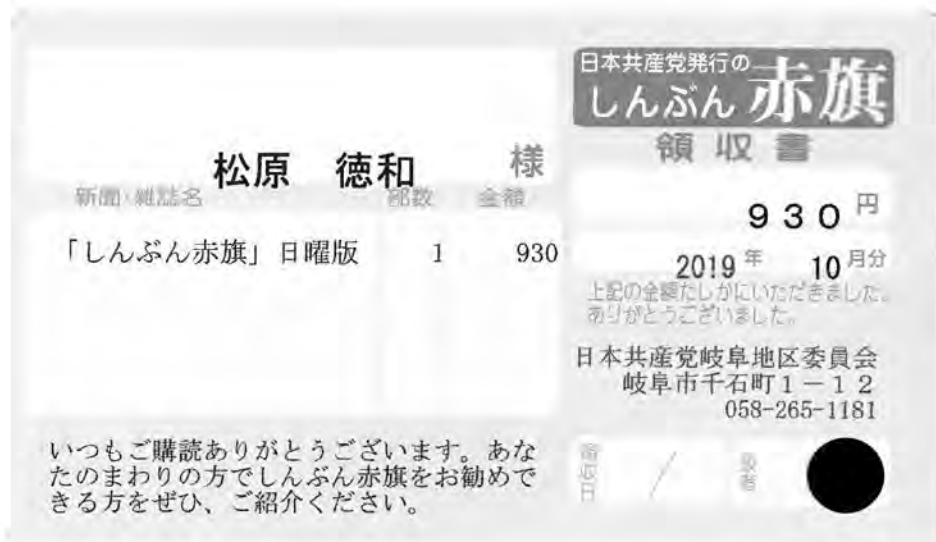 松原 徳和 様
新聞・雑誌名 部数 金額
「しんぶん赤旗」日曜版 1 930
いつもご購読ありがとうございます。あな
たのまわりの方でしんぶん赤旗をお勧めで
きる方をぜひ、ご紹介ください。
日本共産党発行の
しんぶん赤旗
領収書
930円
2019年 10月分
上記の金額たしかにいただきました。
ありがとうございました。
日本共産党岐阜地区委員会
岐阜市千石町1-12
058-265-1181
領収日 / 扱者